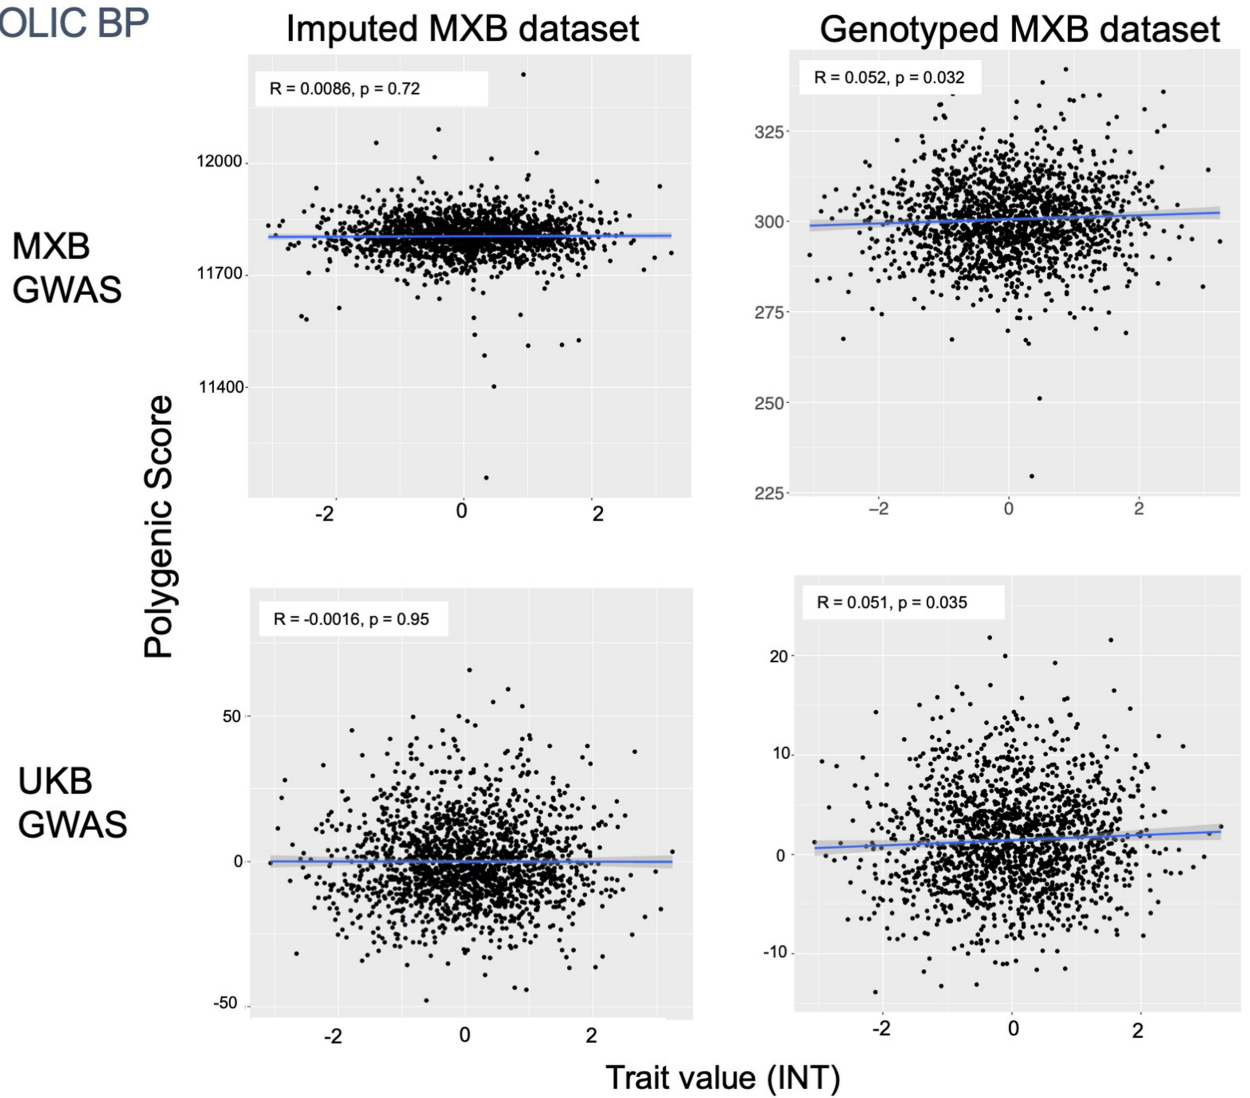 OLIC BP
Imputed MXB dataset
Genotyped MXB dataset
R = 0.0086, p = 0.72
12000
11700
11400
-2 0 2
R = 0.052, p = 0.032
325
300
275
250
225
−2 0 2
MXB
GWAS
Polygenic Score
R = -0.0016, p = 0.95
50
0
-50
-2 0 2
R = 0.051, p = 0.035
20
10
0
-10
-2 0 2
UKB
GWAS
Trait value (INT)